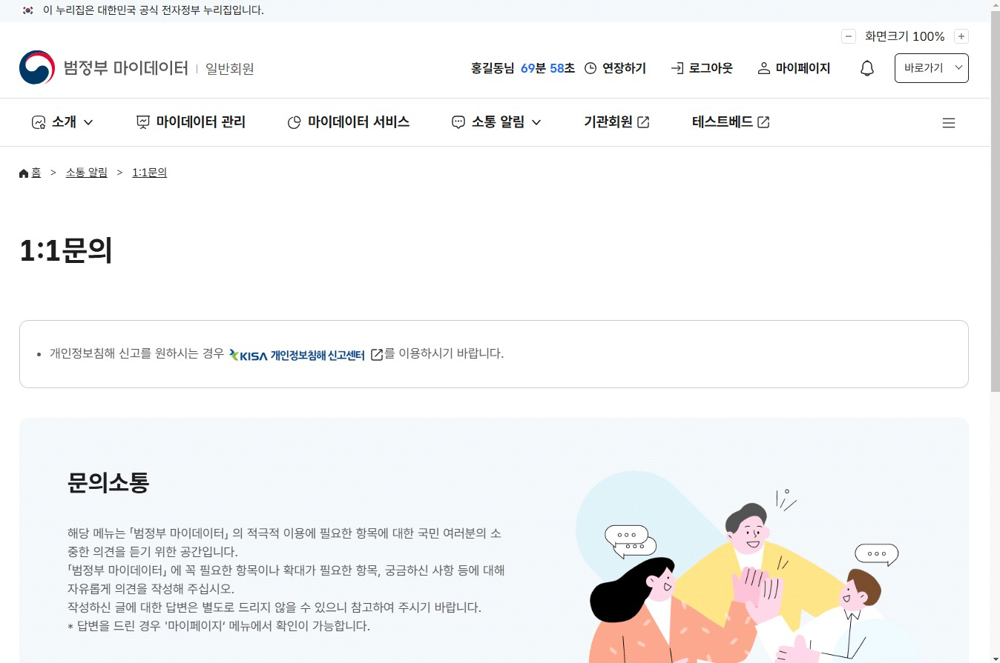 이 누리집은 대한민국 공식 전자정부 누리집입니다.
화면크기 100%
범정부 마이데이터 일반회원
홍길동님 69분 58초 연장하기 로그아웃 마이페이지 바로가기
소개 마이데이터 관리 마이데이터 서비스 소통 알림 기관회원 테스트베드
홈 > 소통 알림 > 1:1문의
1:1문의
• 개인정보침해 신고를 원하시는 경우 KISA 개인정보침해 신고센터 를 이용하시기 바랍니다.
문의소통
해당 메뉴는 ｢범정부 마이데이터｣ 의 적극적 이용에 필요한 항목에 대한 국민 여러분의 소
중한 의견을 듣기 위한 공간입니다.
｢범정부 마이데이터｣ 에 꼭 필요한 항목이나 확대가 필요한 항목, 궁금하신 사항 등에 대해
자유롭게 의견을 작성해 주십시오.
작성하신 글에 대한 답변은 별도로 드리지 않을 수 있으니 참고하여 주시기 바랍니다.
* 답변을 드린 경우 '마이페이지’ 메뉴에서 확인이 가능합니다.